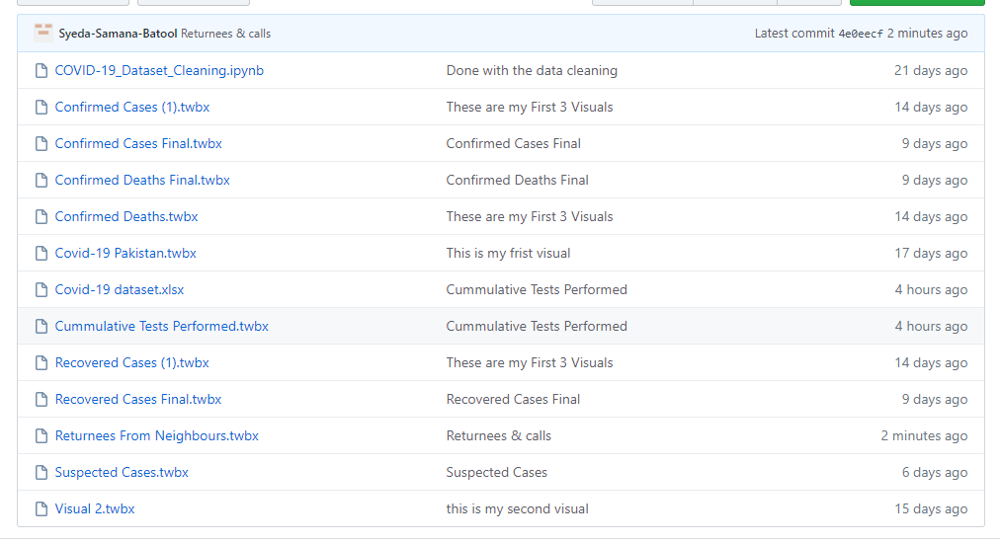 Syeda-Samana-Batool Returnees & calls Latest commit 4e0eecf 2 minutes ago
COVID-19_Dataset_Cleaning.ipynb Done with the data cleaning 21 days ago
Confirmed Cases (1).twbx These are my First 3 Visuals 14 days ago
Confirmed Cases Final.twbx Confirmed Cases Final 9 days ago
Confirmed Deaths Final.twbx Confirmed Deaths Final 9 days ago
Confirmed Deaths.twbx These are my First 3 Visuals 14 days ago
Covid-19 Pakistan.twbx This is my frist visual 17 days ago
Covid-19 dataset.xlsx Cummulative Tests Performed 4 hours ago
Cummulative Tests Performed.twbx Cummulative Tests Performed 4 hours ago
Recovered Cases (1).twbx These are my First 3 Visuals 14 days ago
Recovered Cases Final.twbx Recovered Cases Final 9 days ago
Returnees From Neighbours.twbx Returnees & calls 2 minutes ago
Suspected Cases.twbx Suspected Cases 6 days ago
Visual 2.twbx this is my second visual 15 days ago